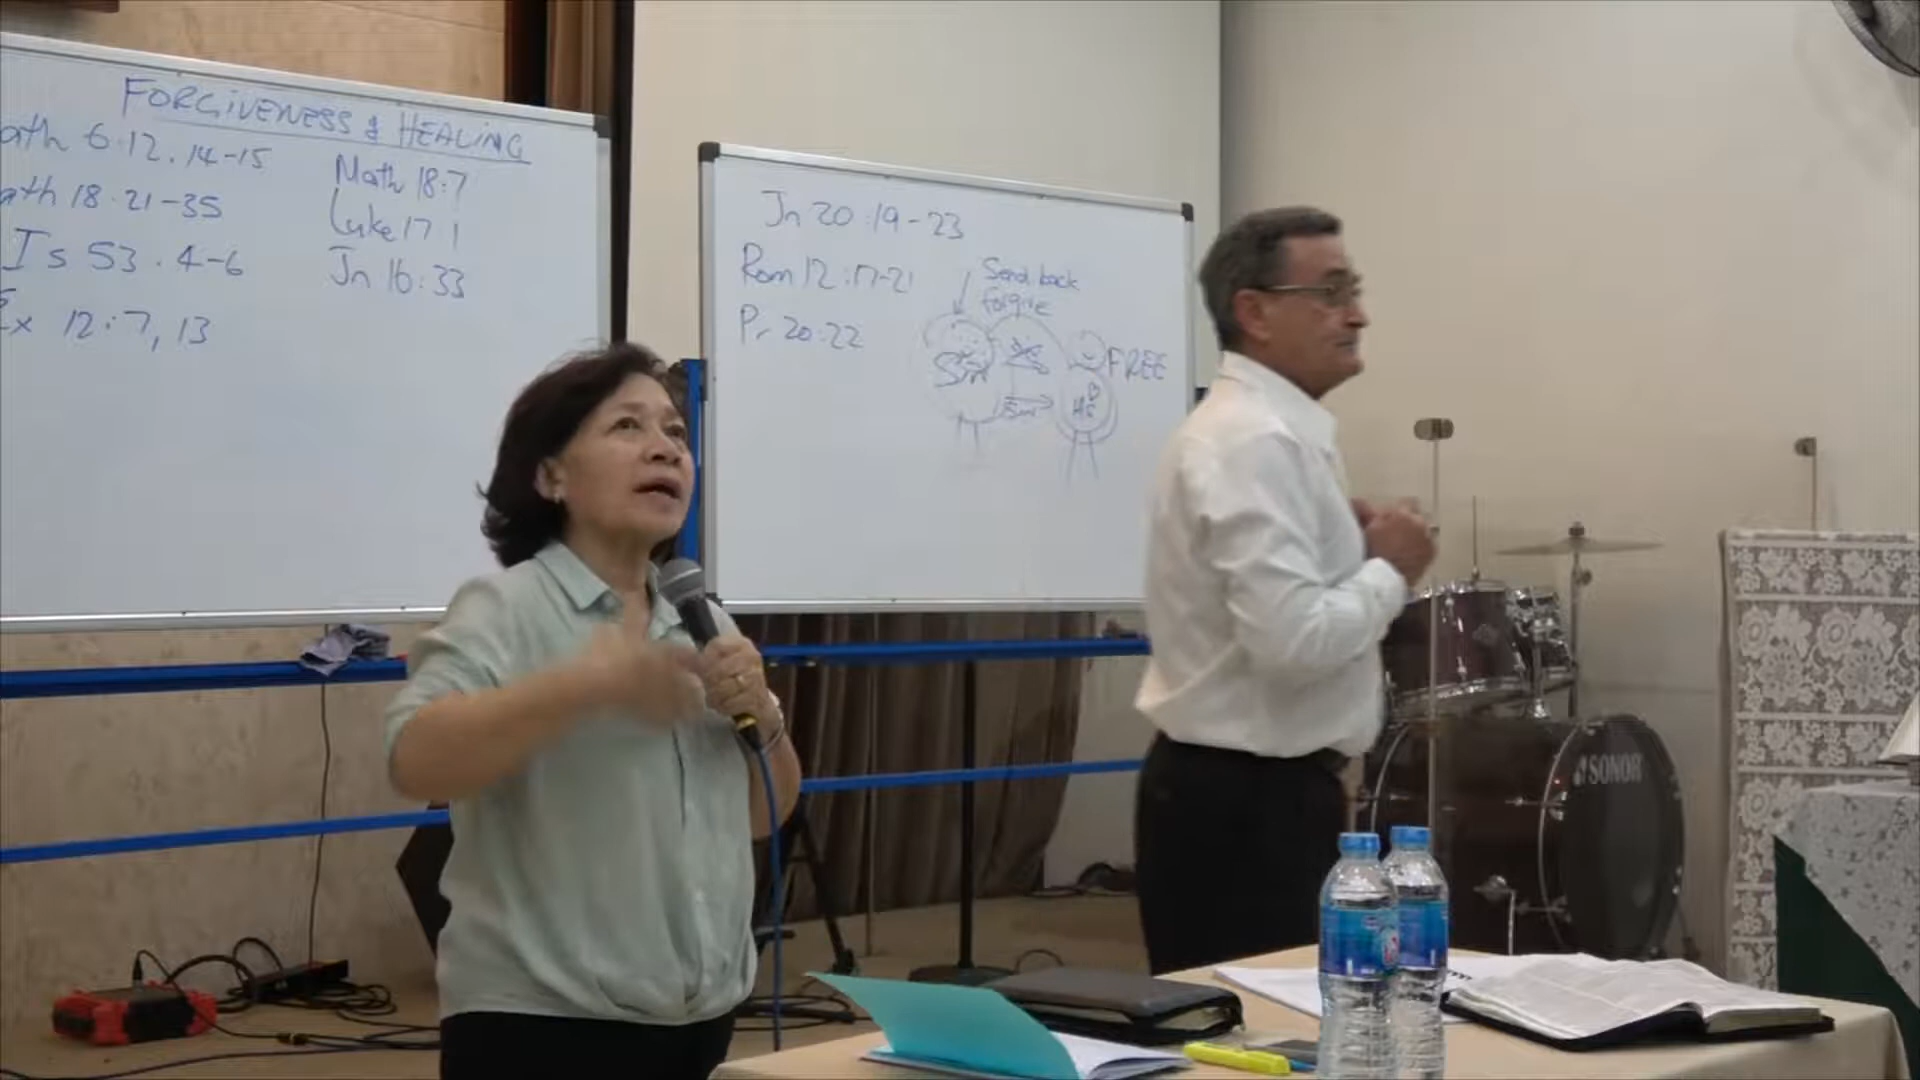 FORGIVENESS & HEALING
ath 6:12, 14-15
ath 18:21-35
Is 53:4-6
Ex 12:7, 13
Math 18:7
Luke 17:1
Jn 16:33
Jn 20:19-23
Rom 12:17-21
Pr 20:22
Send back
forgive
Sin
FREE
Sin
HS
SONOR